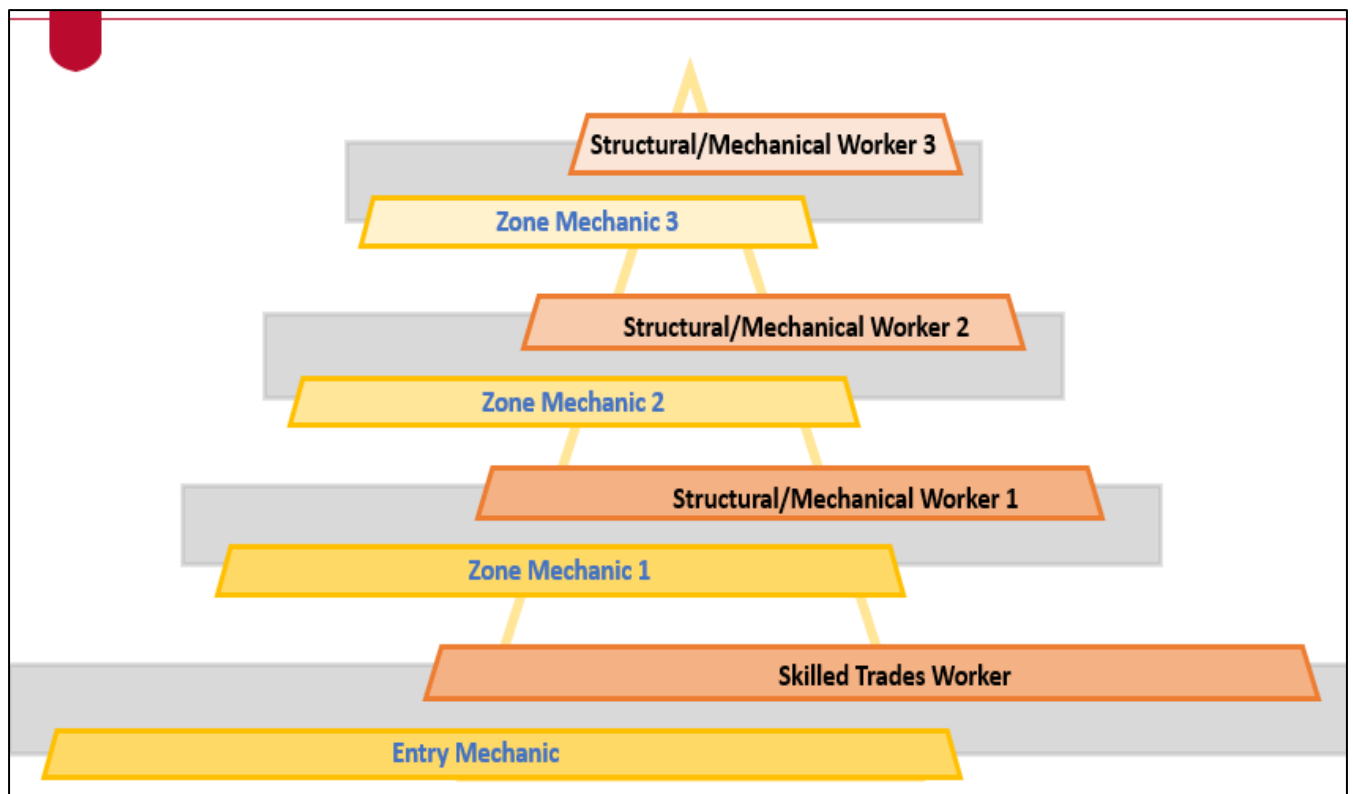 Structural/Mechanical Worker 3
Zone Mechanic 3
Structural/Mechanical Worker 2
Zone Mechanic 2
Structural/Mechanical Worker 1
Zone Mechanic 1
Skilled Trades Worker
Entry Mechanic